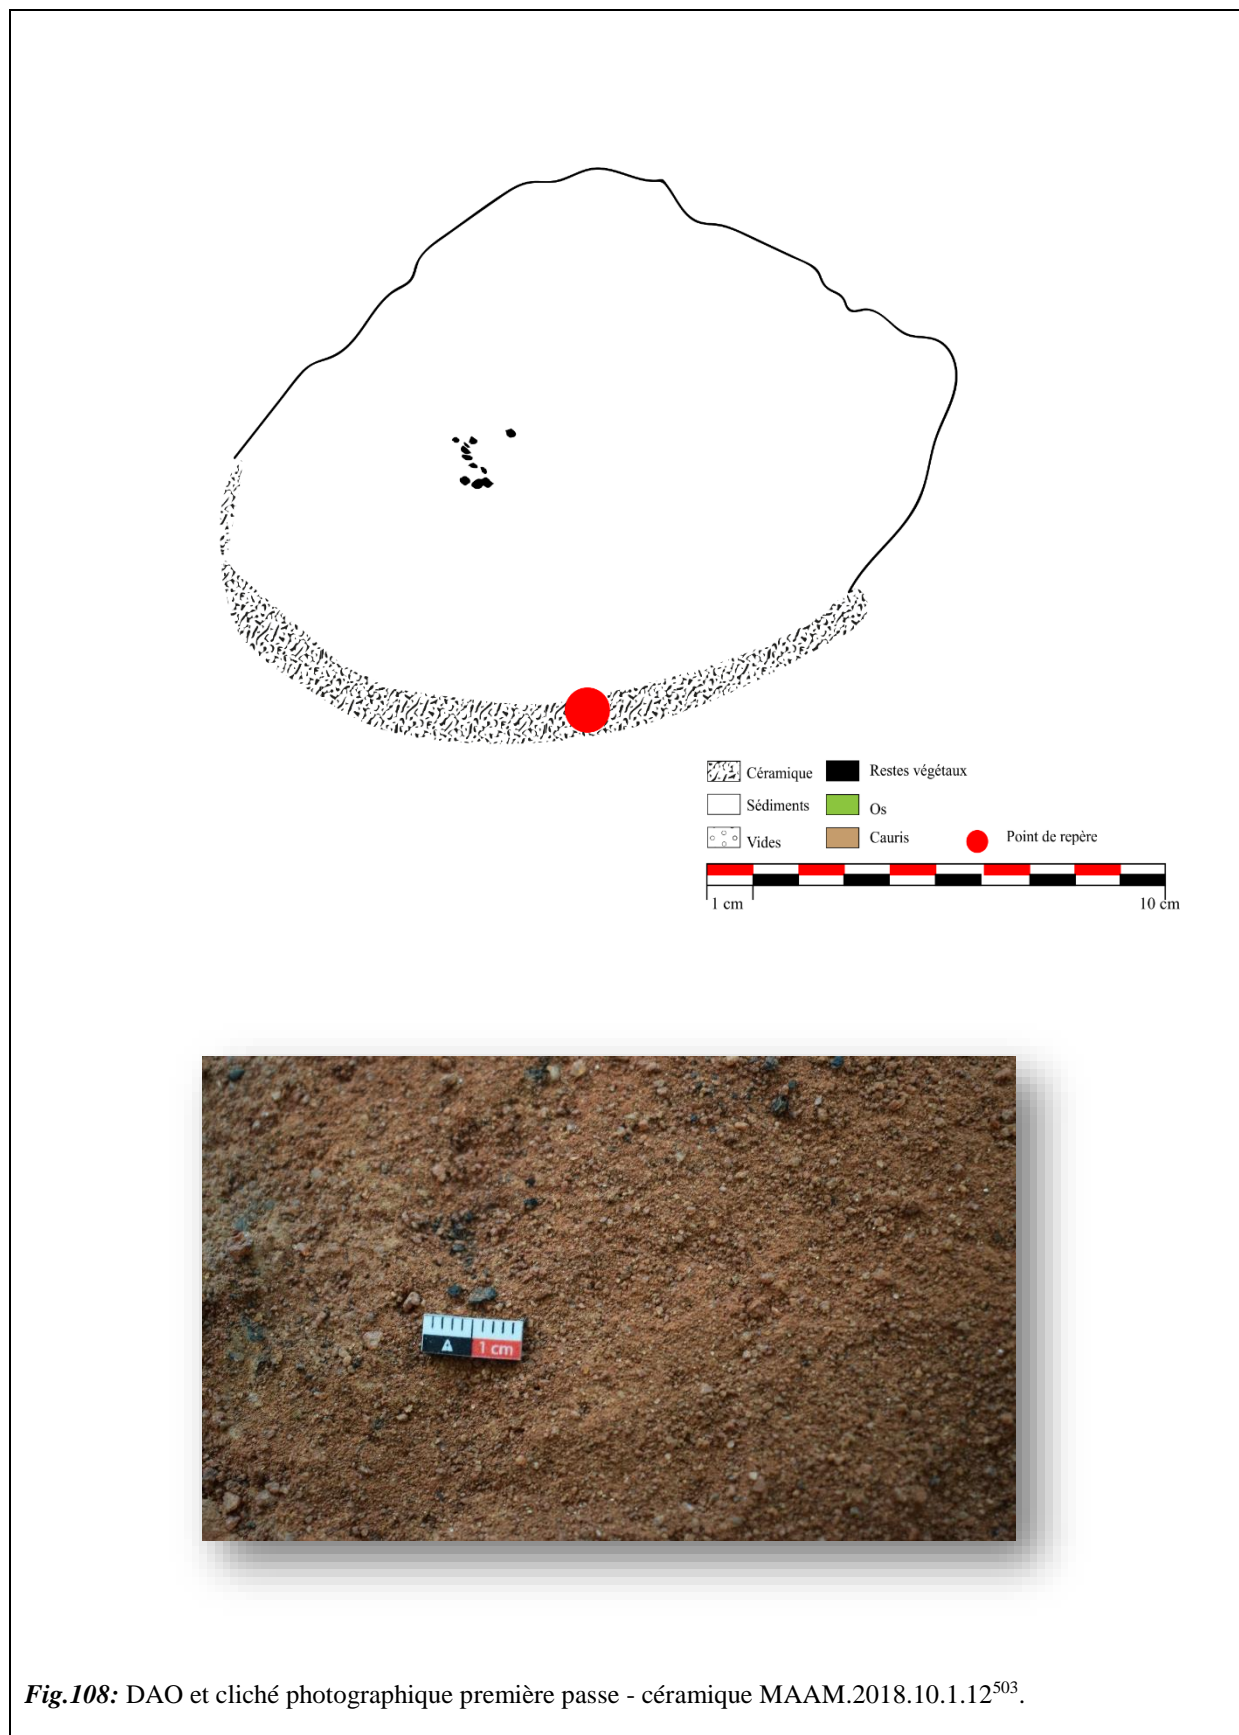 Céramique Restes végétaux
Sédiments Os
Vides Cauris Point de repère
1 cm 10 cm
1 cm
Fig.108: DAO et cliché photographique première passe - céramique MAAM.2018.10.1.12503.